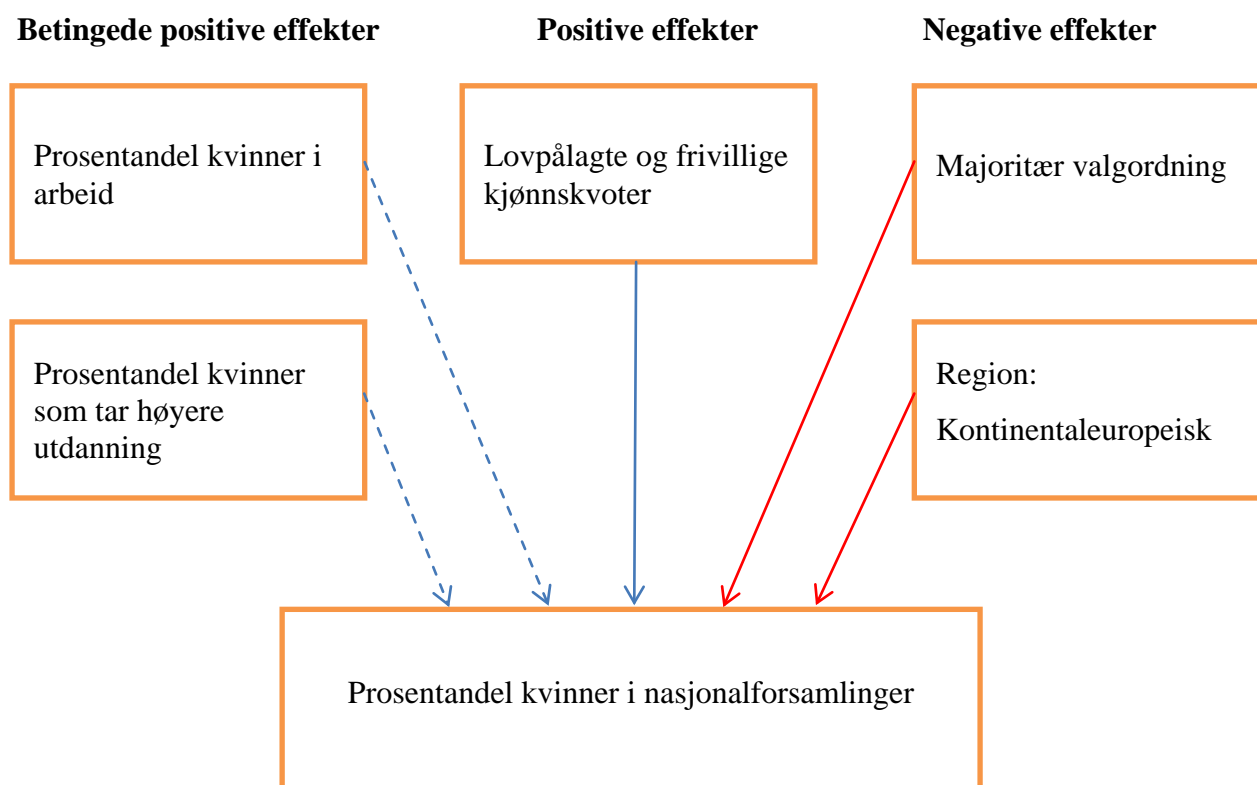 Betingede positive effekter
Positive effekter
Negative effekter
Prosentandel kvinner i
arbeid
Lovpålagte og frivillige
kjønnskvoter
Majoritær valgordning
Prosentandel kvinner
som tar høyere
utdanning
Region:
Kontinentaleuropeisk
Prosentandel kvinner i nasjonalforsamlinger